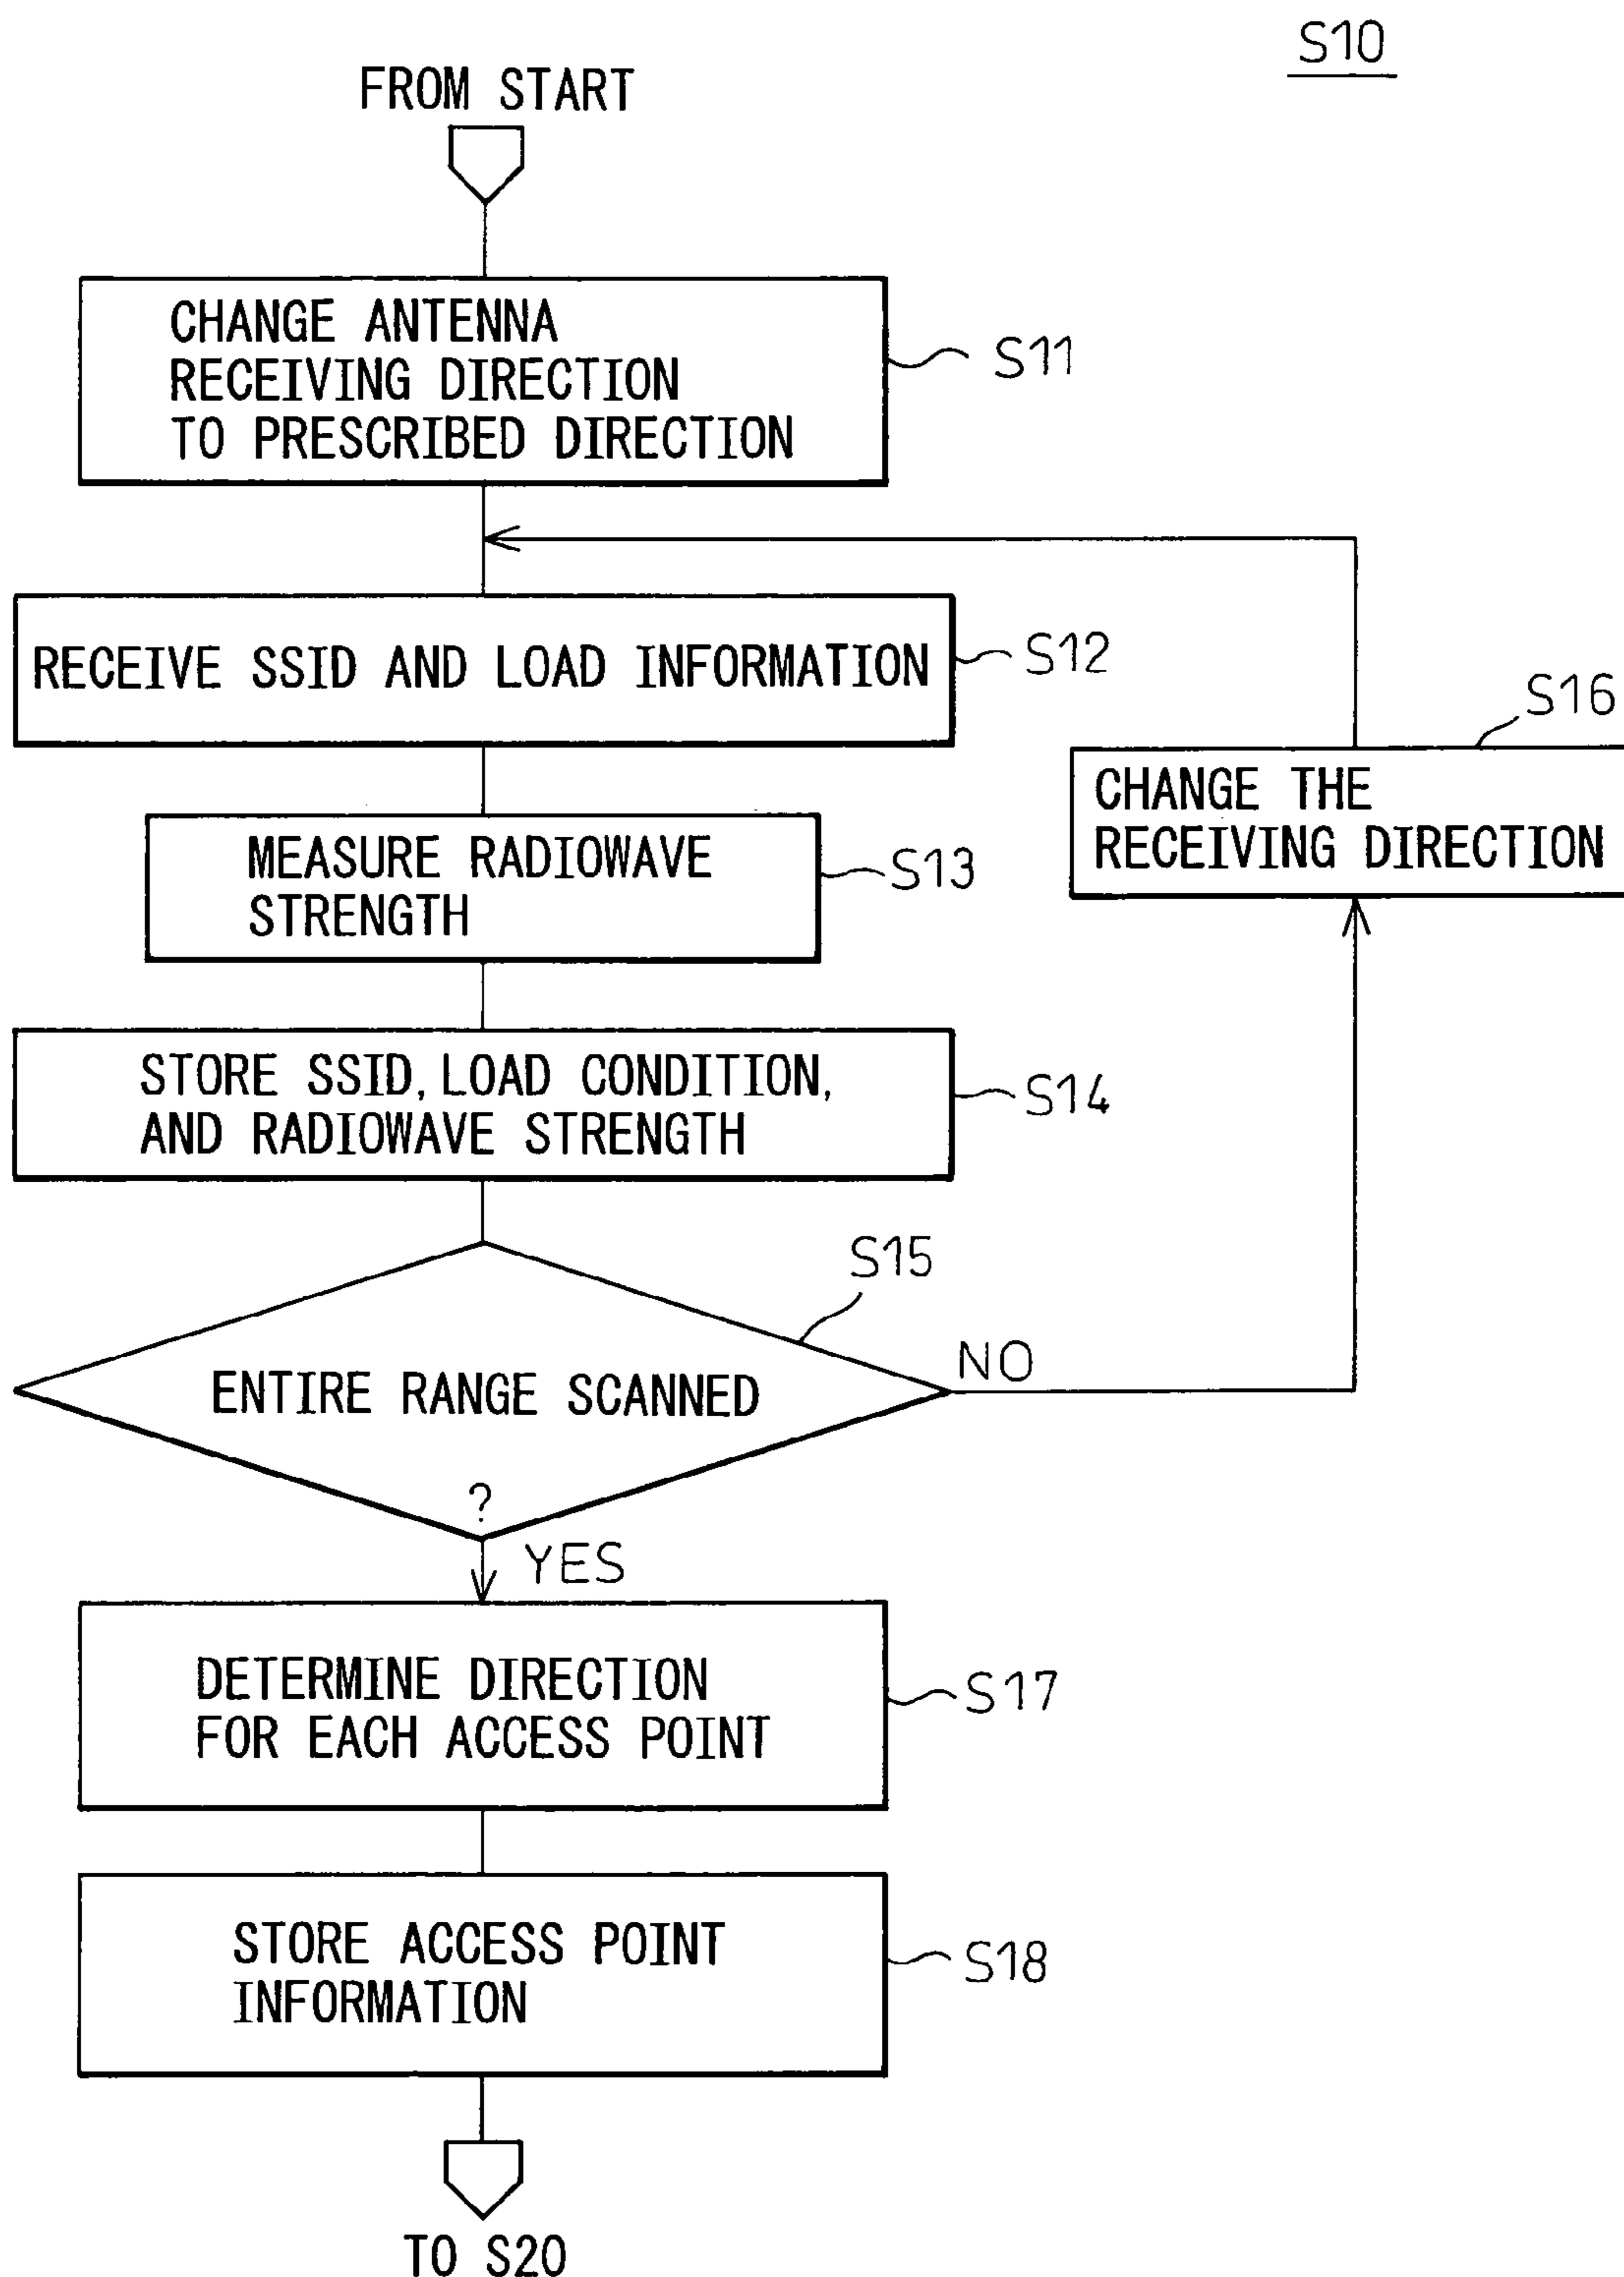 S10
FROM START
CHANGE ANTENNA
RECEIVING DIRECTION
TO PRESCRIBED DIRECTION
S11
RECEIVE SSID AND LOAD INFORMATION
S12
S16
CHANGE THE
RECEIVING DIRECTION
MEASURE RADIOWAVE
STRENGTH
S13
STORE SSID, LOAD CONDITION,
AND RADIOWAVE STRENGTH
S14
S15
ENTIRE RANGE SCANNED
?
NO
YES
DETERMINE DIRECTION
FOR EACH ACCESS POINT
S17
STORE ACCESS POINT
INFORMATION
S18
TO S20